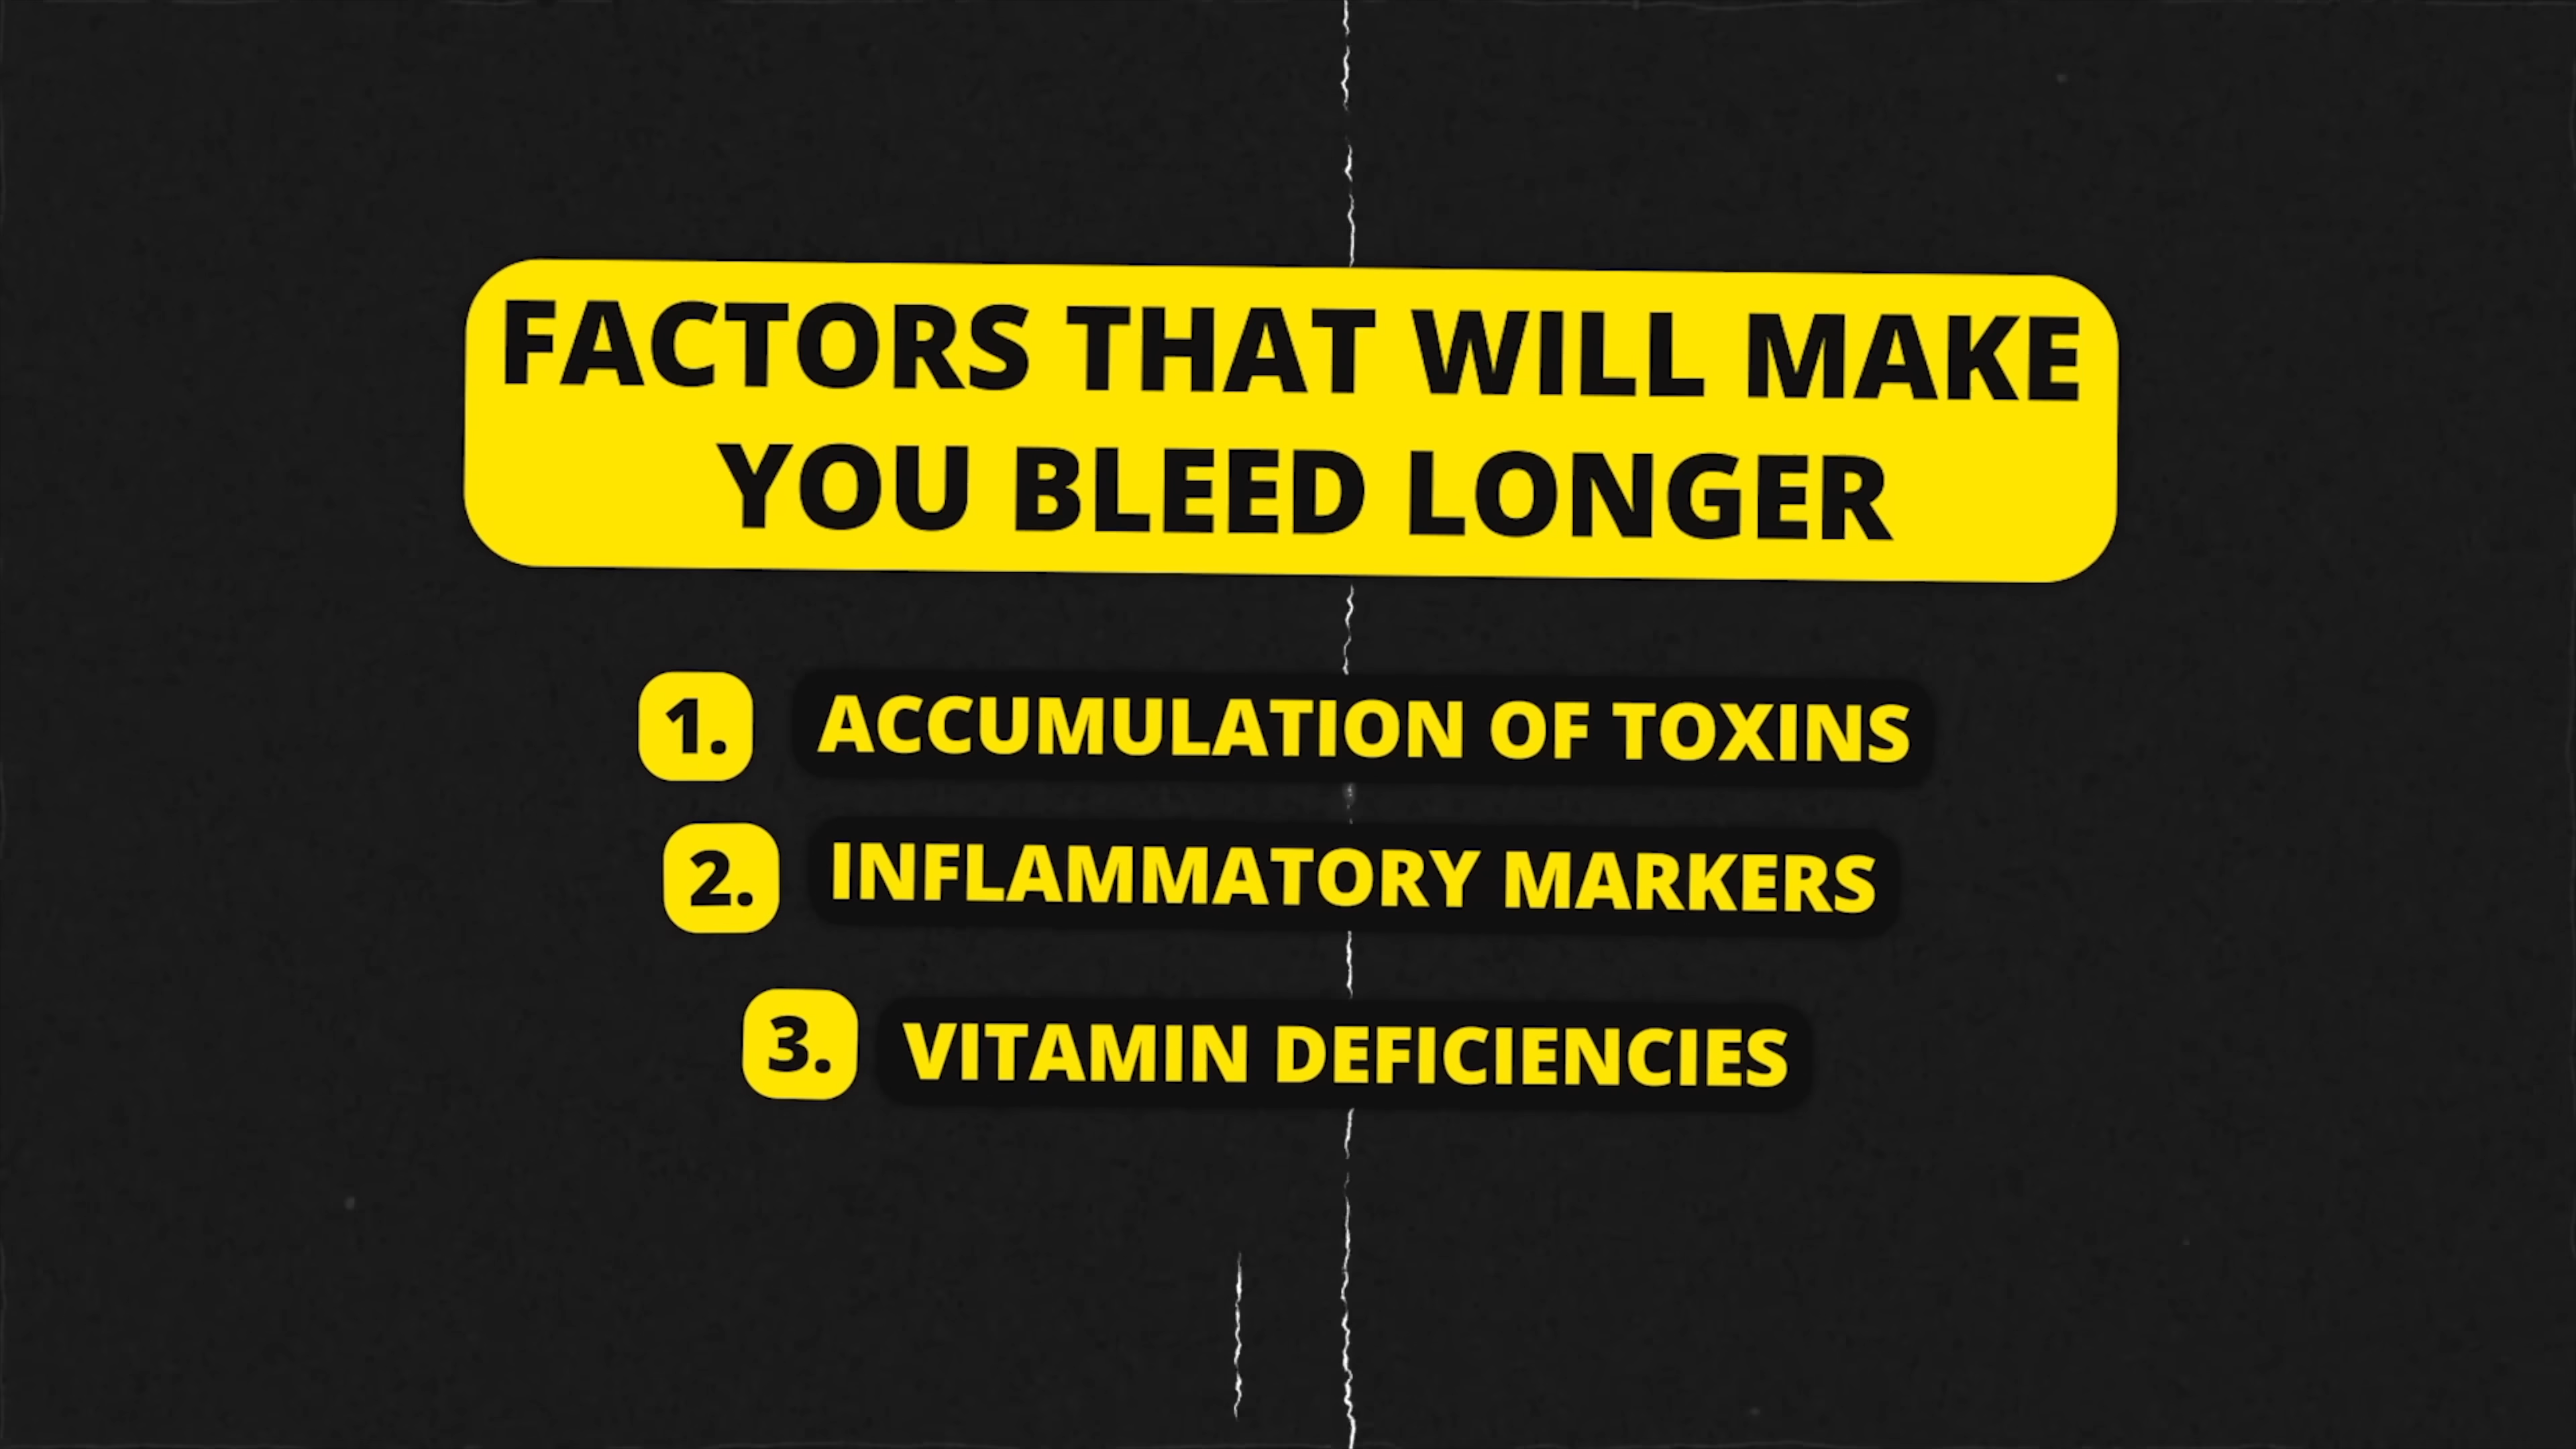 FACTORS THAT WILL MAKE
YOU BLEED LONGER
1. ACCUMULATION OF TOXINS
2. INFLAMMATORY MARKERS
3. VITAMIN DEFICIENCIES